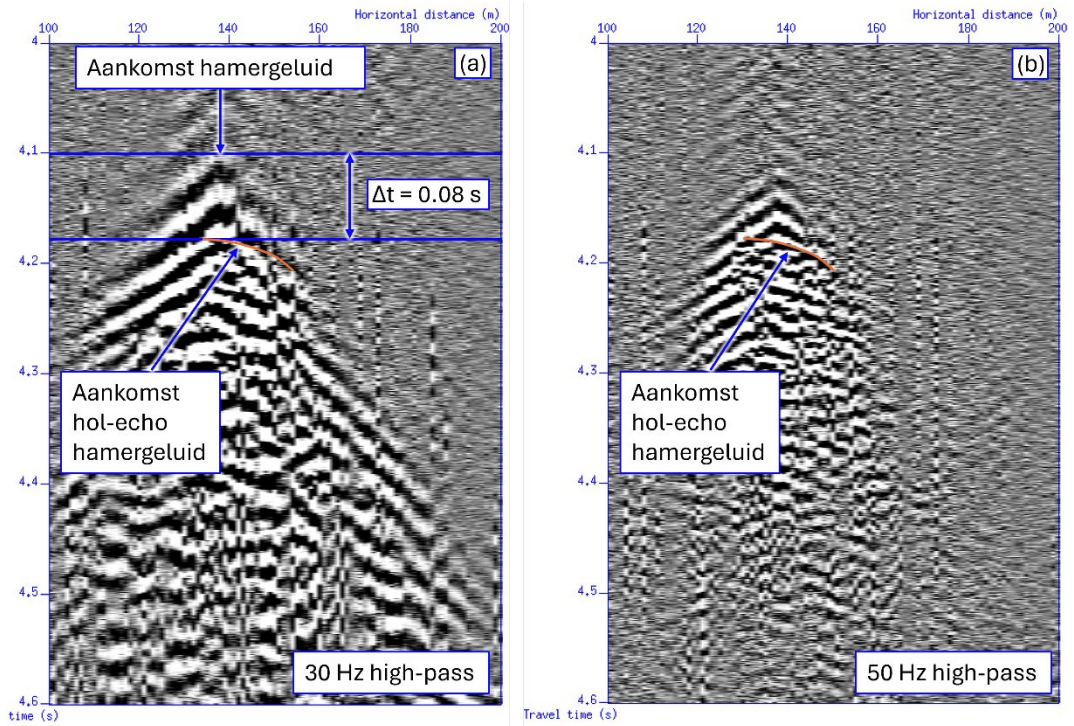 Horizontal distance (m)
100 120 140 160 180 200
4
4.1
4.2
4.3
4.4
4.5
4.6
time (s)
Aankomst hamergeluid
(a)
Δt = 0.08 s
Aankomst
hol-echo
hamergeluid
30 Hz high-pass
Horizontal distance (m)
100 120 140 160 180 200
4
4.1
4.2
4.3
4.4
4.5
4.6
Travel time (s)
(b)
Aankomst
hol-echo
hamergeluid
50 Hz high-pass